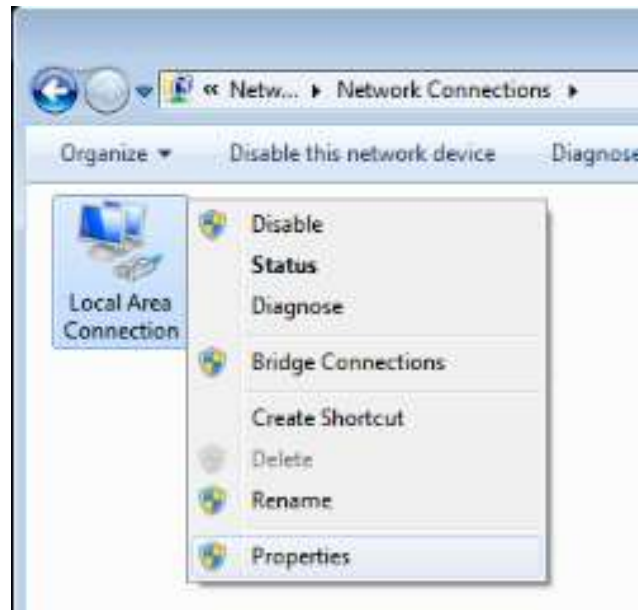 « Netw... ▸ Network Connections ▸
Organize ▾ Disable this network device Diagnose
Local Area
Connection
Disable
Status
Diagnose
Bridge Connections
Create Shortcut
Delete
Rename
Properties